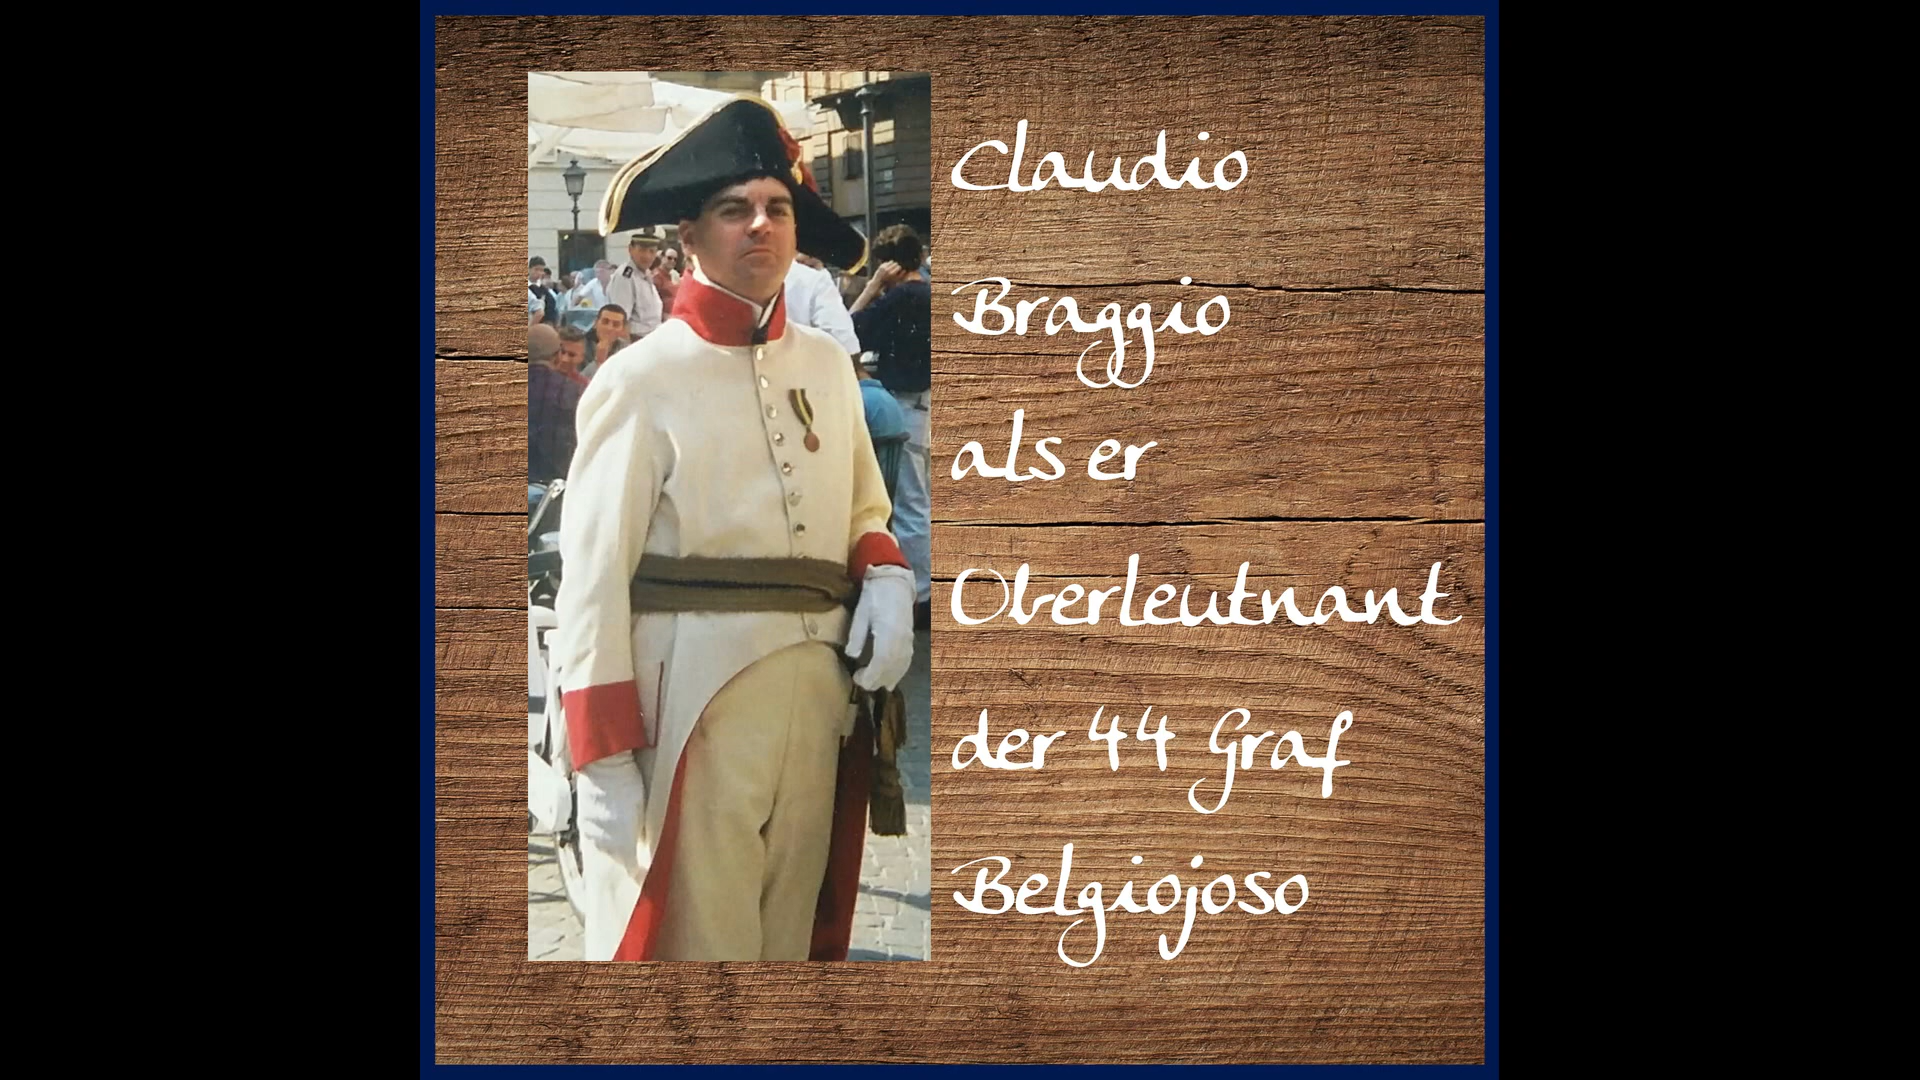 Claudio
Braggio
als er
Oberleutnant
der 44 Graf
Belgiojoso